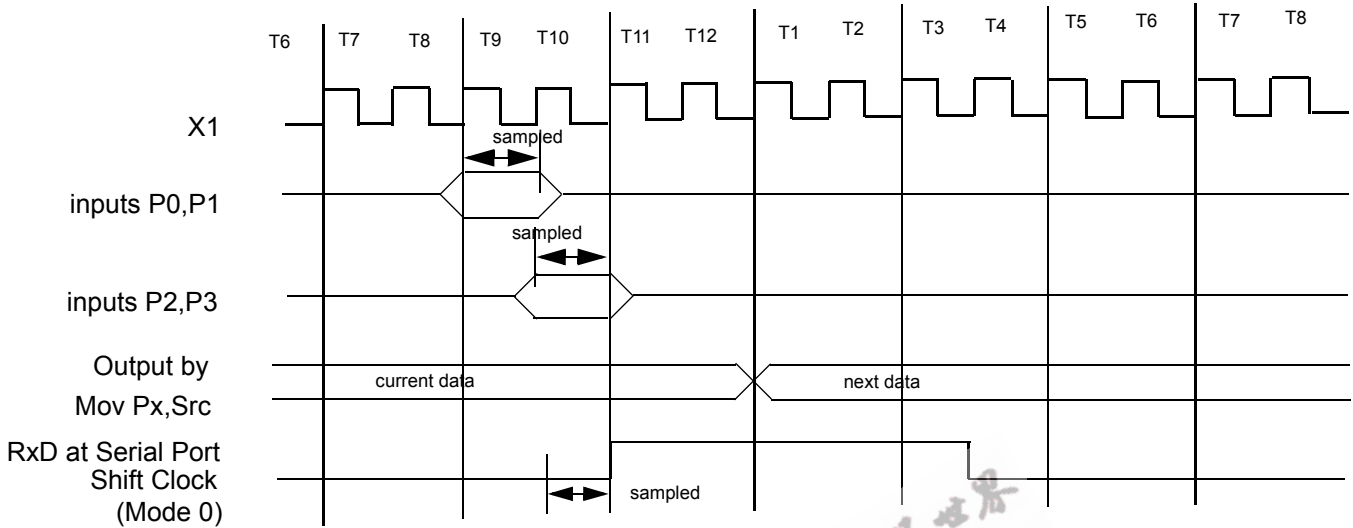 T6 T7 T8 T9 T10 T11 T12 T1 T2 T3 T4 T5 T6 T7 T8
X1
sampled
inputs P0,P1
sampled
inputs P2,P3
Output by
current data next data
Mov Px,Src
RxD at Serial Port
Shift Clock
sampled
(Mode 0)